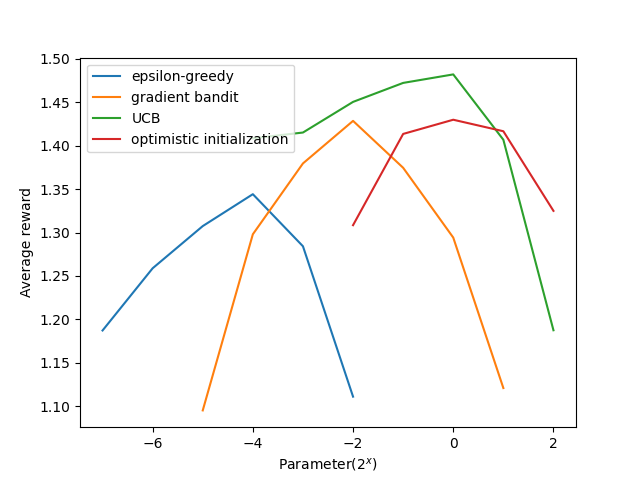 epsilon-greedy
gradient bandit
UCB
optimistic initialization
1.50
1.45
1.40
1.35
1.30
1.25
1.20
1.15
1.10
Average reward
−6
−4
−2
0
2
Parameter(2^x)